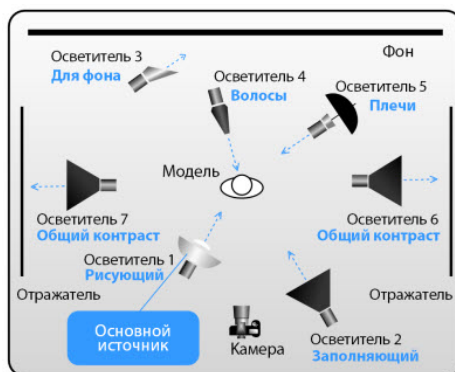 Фон
Осветитель 3
Для фона
Осветитель 4
Волосы
Осветитель 5
Плечи
Модель
Осветитель 7
Общий контраст
Осветитель 6
Общий контраст
Осветитель 1
Рисующий
Отражатель
Отражатель
Основной
источник
Камера
Осветитель 2
Заполняющий